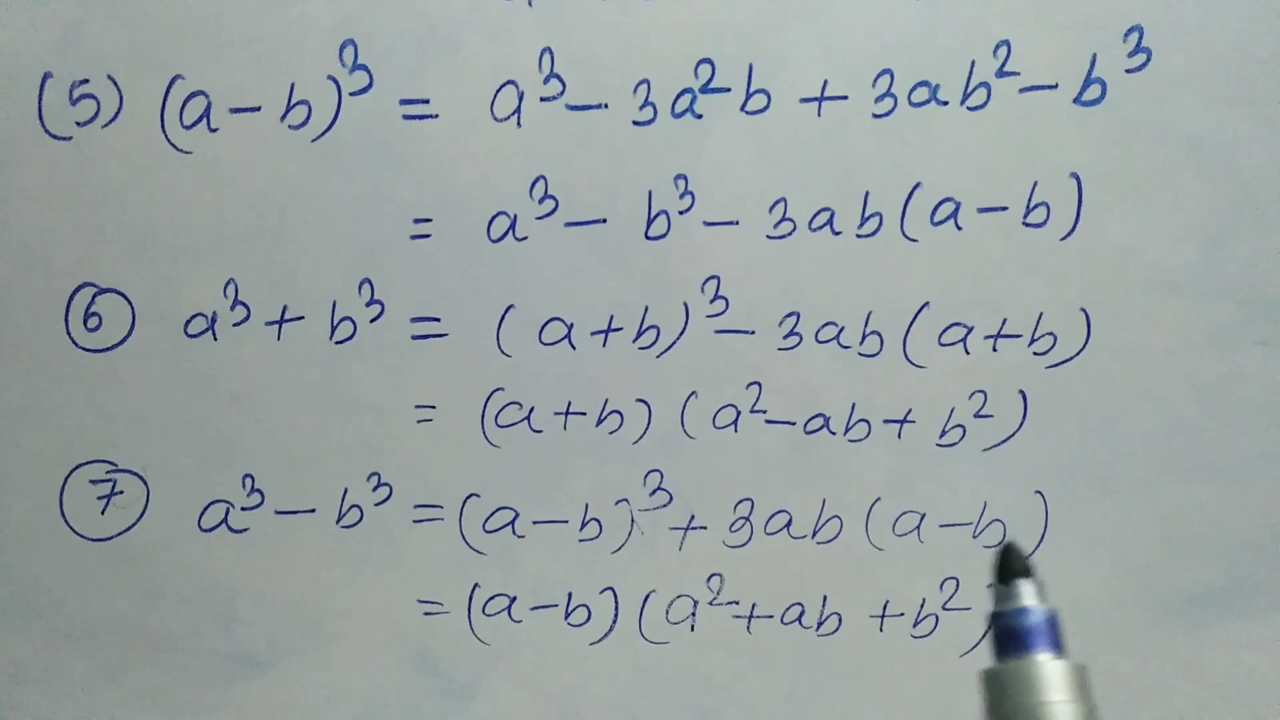 (5) (a-b)³ = a³ - 3a²b + 3ab² - b³
= a³ - b³ - 3ab(a-b)
⑥ a³ + b³ = (a+b)³ - 3ab(a+b)
= (a+b) (a² - ab + b²)
⑦ a³ - b³ = (a-b)³ + 3ab(a-b)
= (a-b) (a² + ab + b²)